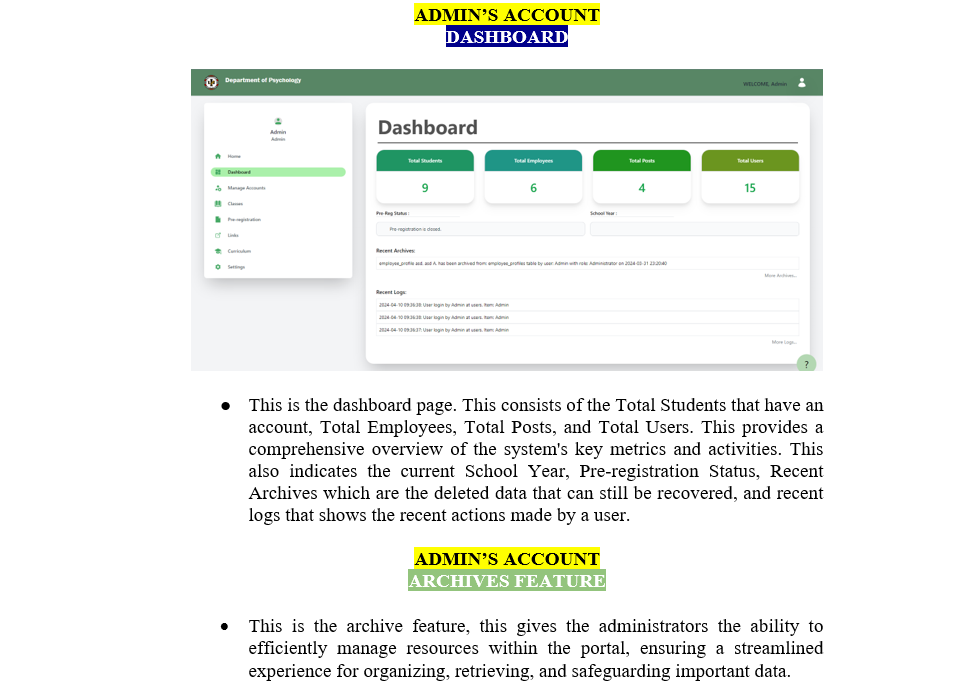 ADMIN’S ACCOUNT
DASHBOARD
Department of Psychology
WELCOME, Admin
Admin
Admin
Home
Dashboard
Manage Accounts
Classes
Pre-registration
Links
Curriculum
Settings
Dashboard
Total Students
Total Employees
Total Posts
Total Users
9
6
4
15
Pre Reg Status :
School Year :
Pre-registration is closed.
Recent Archives:
employee_profile asd, asd A. has been archived from: employee_profiles table by user: Admin with role: Administrator on 2024-03-31 23:20:40
More Archives...
Recent Logs:
2024-04-10 09:36:38: User login by Admin at users. Item: Admin
2024-04-10 09:36:28: User login by Admin at users. Item: Admin
2024-04-10 09:36:27: User login by Admin at users. Item: Admin
More Logs...
?
● This is the dashboard page. This consists of the Total Students that have an
account, Total Employees, Total Posts, and Total Users. This provides a
comprehensive overview of the system's key metrics and activities. This
also indicates the current School Year, Pre-registration Status, Recent
Archives which are the deleted data that can still be recovered, and recent
logs that shows the recent actions made by a user.
ADMIN’S ACCOUNT
ARCHIVES FEATURE
● This is the archive feature, this gives the administrators the ability to
efficiently manage resources within the portal, ensuring a streamlined
experience for organizing, retrieving, and safeguarding important data.